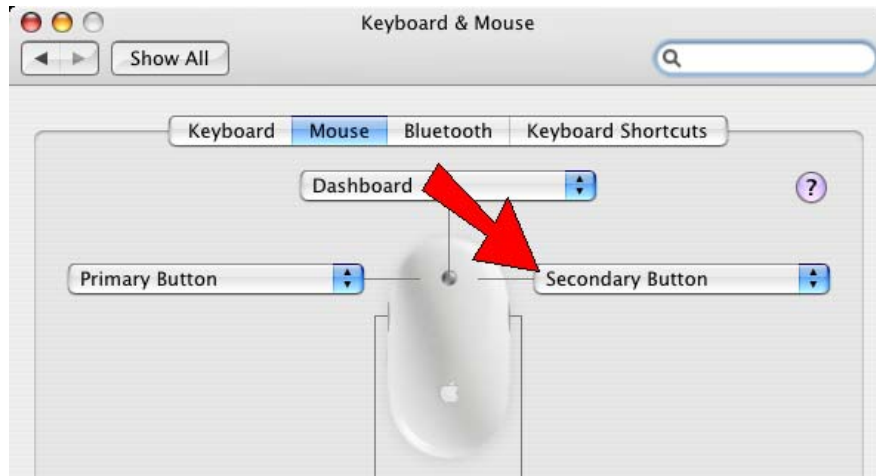 Keyboard & Mouse
Show All
Keyboard Mouse Bluetooth Keyboard Shortcuts
Dashboard
?
Primary Button
Secondary Button